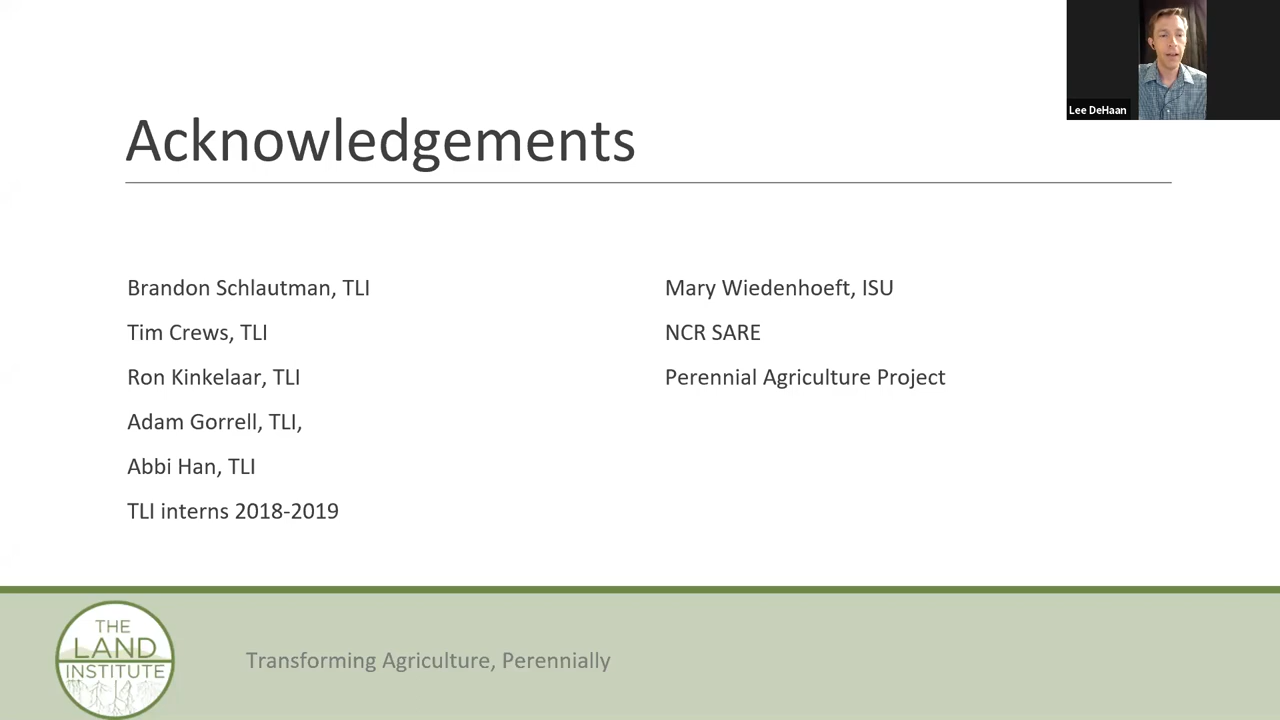 Lee DeHaan
Acknowledgements
Brandon Schlautman, TLI
Tim Crews, TLI
Ron Kinkelaar, TLI
Adam Gorrell, TLI,
Abbi Han, TLI
TLI interns 2018-2019
Mary Wiedenhoeft, ISU
NCR SARE
Perennial Agriculture Project
THE
LAND
INSTITUTE
Transforming Agriculture, Perennially